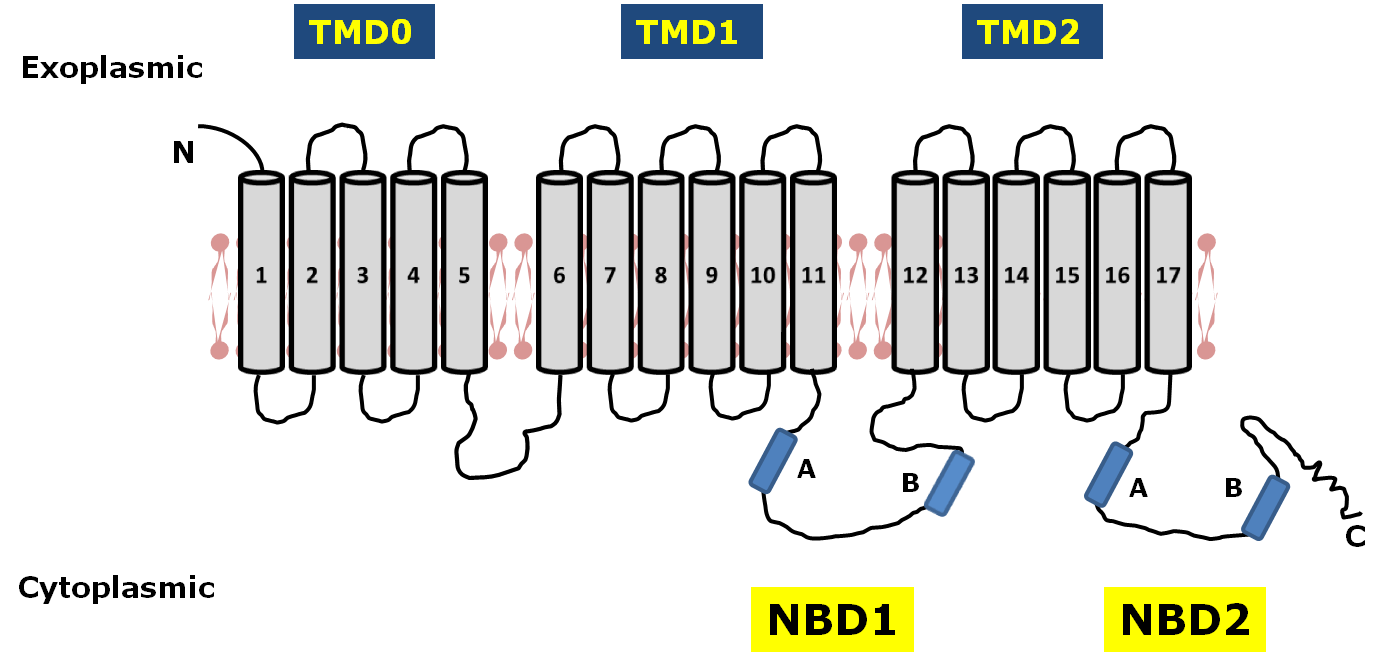 TMD0 TMD1 TMD2
Exoplasmic
N
1 2 3 4 5 6 7 8 9 10 11 12 13 14 15 16 17
A B A B
C
Cytoplasmic
NBD1 NBD2